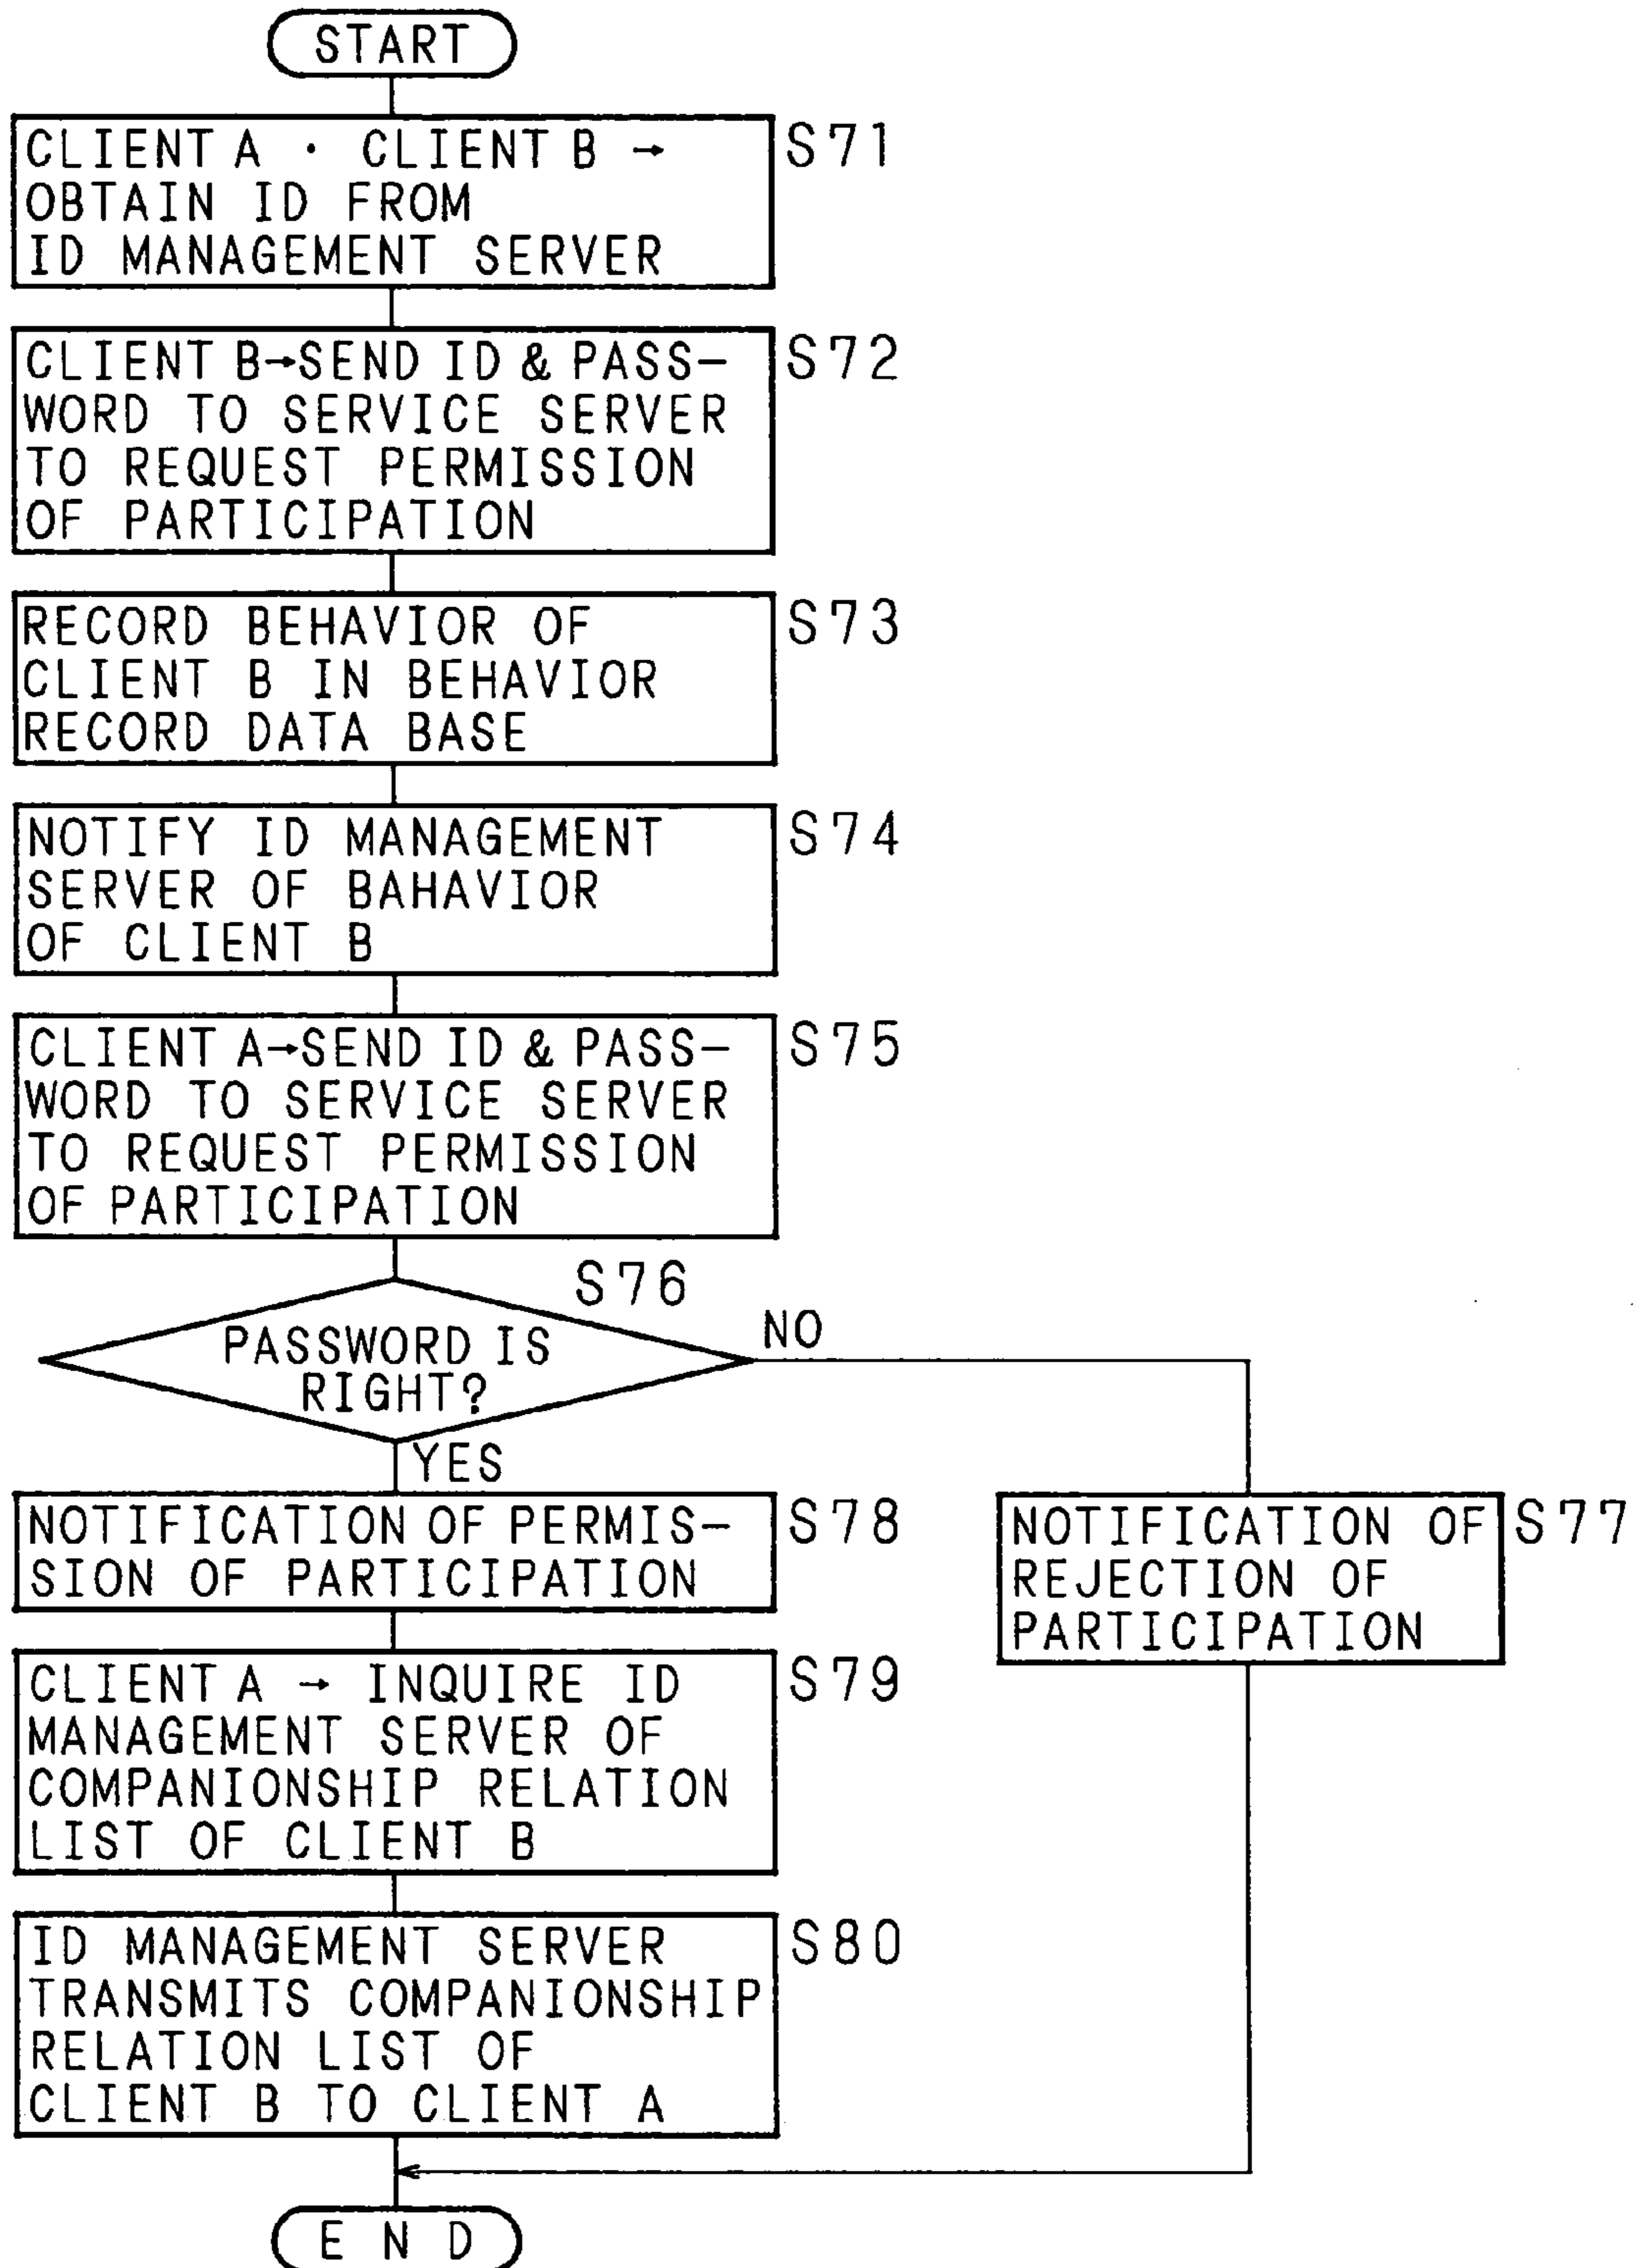 START
CLIENT A · CLIENT B →
OBTAIN ID FROM
ID MANAGEMENT SERVER
S71
CLIENT B→SEND ID & PASS-
WORD TO SERVICE SERVER
TO REQUEST PERMISSION
OF PARTICIPATION
S72
RECORD BEHAVIOR OF
CLIENT B IN BEHAVIOR
RECORD DATA BASE
S73
NOTIFY ID MANAGEMENT
SERVER OF BAHAVIOR
OF CLIENT B
S74
CLIENT A→SEND ID & PASS-
WORD TO SERVICE SERVER
TO REQUEST PERMISSION
OF PARTICIPATION
S75
S76
PASSWORD IS
RIGHT?
NO
YES
NOTIFICATION OF PERMIS-
SION OF PARTICIPATION
S78
NOTIFICATION OF
REJECTION OF
PARTICIPATION
S77
CLIENT A → INQUIRE ID
MANAGEMENT SERVER OF
COMPANIONSHIP RELATION
LIST OF CLIENT B
S79
ID MANAGEMENT SERVER
TRANSMITS COMPANIONSHIP
RELATION LIST OF
CLIENT B TO CLIENT A
S80
END